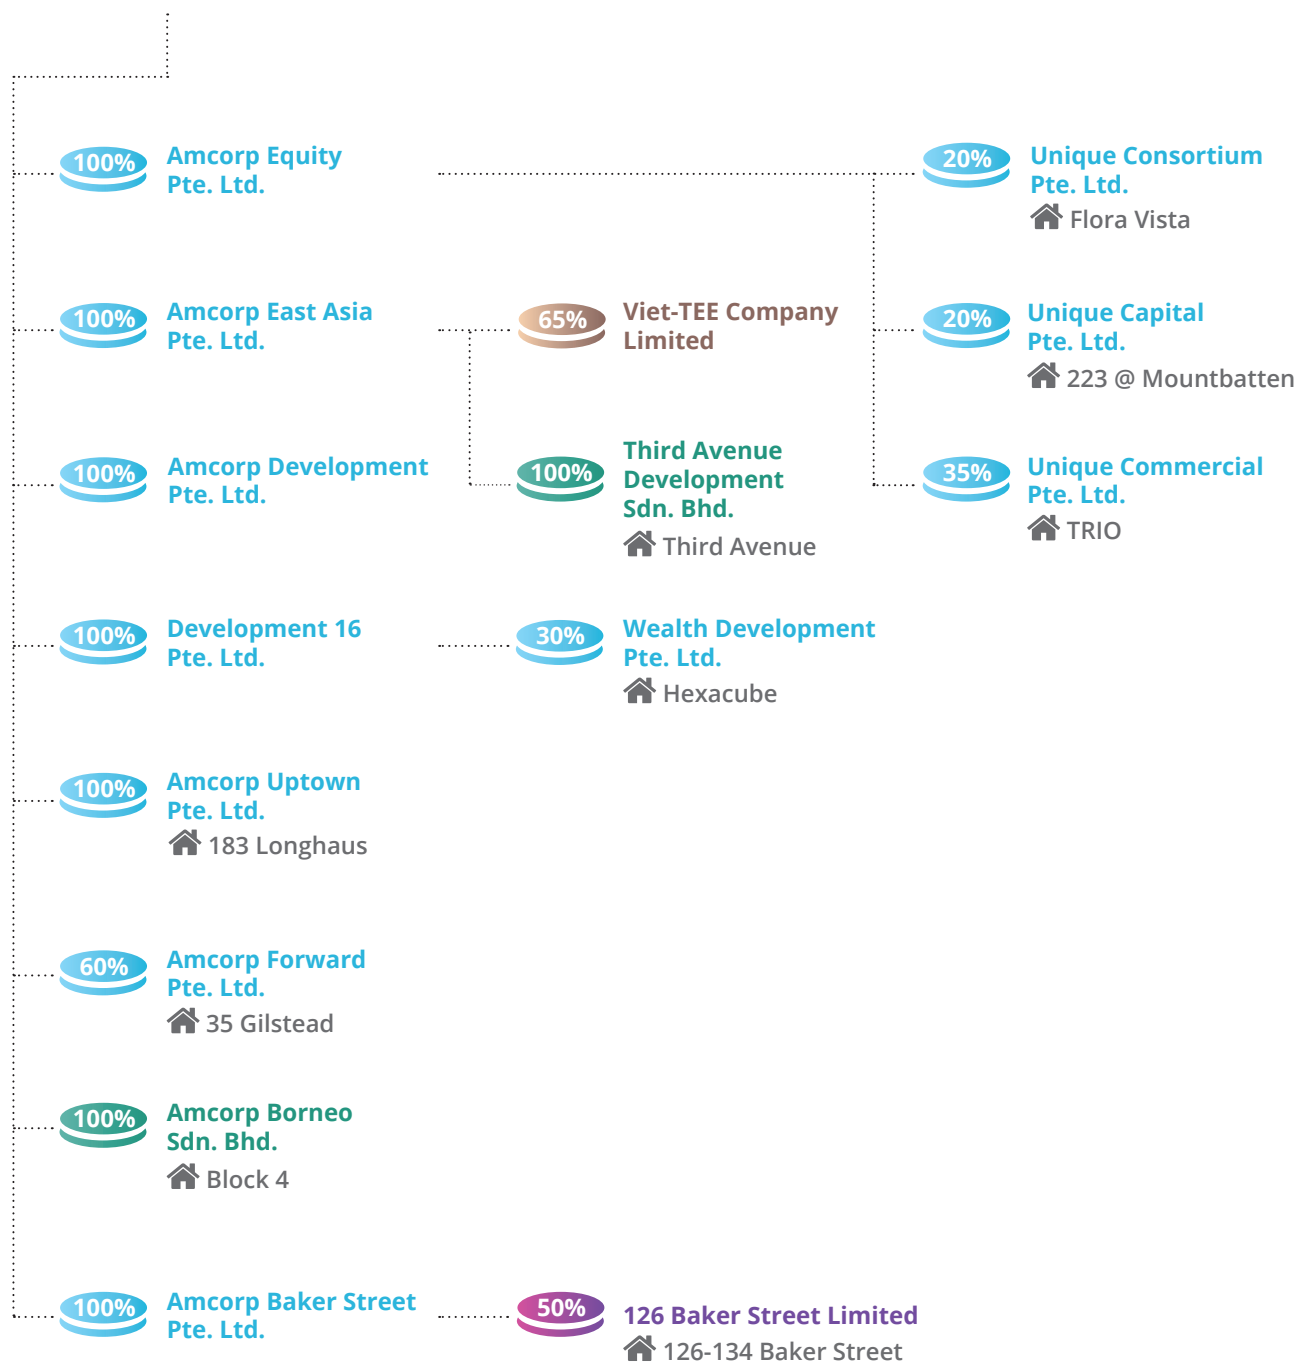 100%
Amcorp Equity
Pte. Ltd.
20%
Unique Consortium
Pte. Ltd.
Flora Vista
100%
Amcorp East Asia
Pte. Ltd.
65%
Viet-TEE Company
Limited
20%
Unique Capital
Pte. Ltd.
223 @ Mountbatten
100%
Amcorp Development
Pte. Ltd.
100%
Third Avenue
Development
Sdn. Bhd.
Third Avenue
35%
Unique Commercial
Pte. Ltd.
TRIO
100%
Development 16
Pte. Ltd.
30%
Wealth Development
Pte. Ltd.
Hexacube
100%
Amcorp Uptown
Pte. Ltd.
183 Longhaus
60%
Amcorp Forward
Pte. Ltd.
35 Gilstead
100%
Amcorp Borneo
Sdn. Bhd.
Block 4
100%
Amcorp Baker Street
Pte. Ltd.
50%
126 Baker Street Limited
126-134 Baker Street